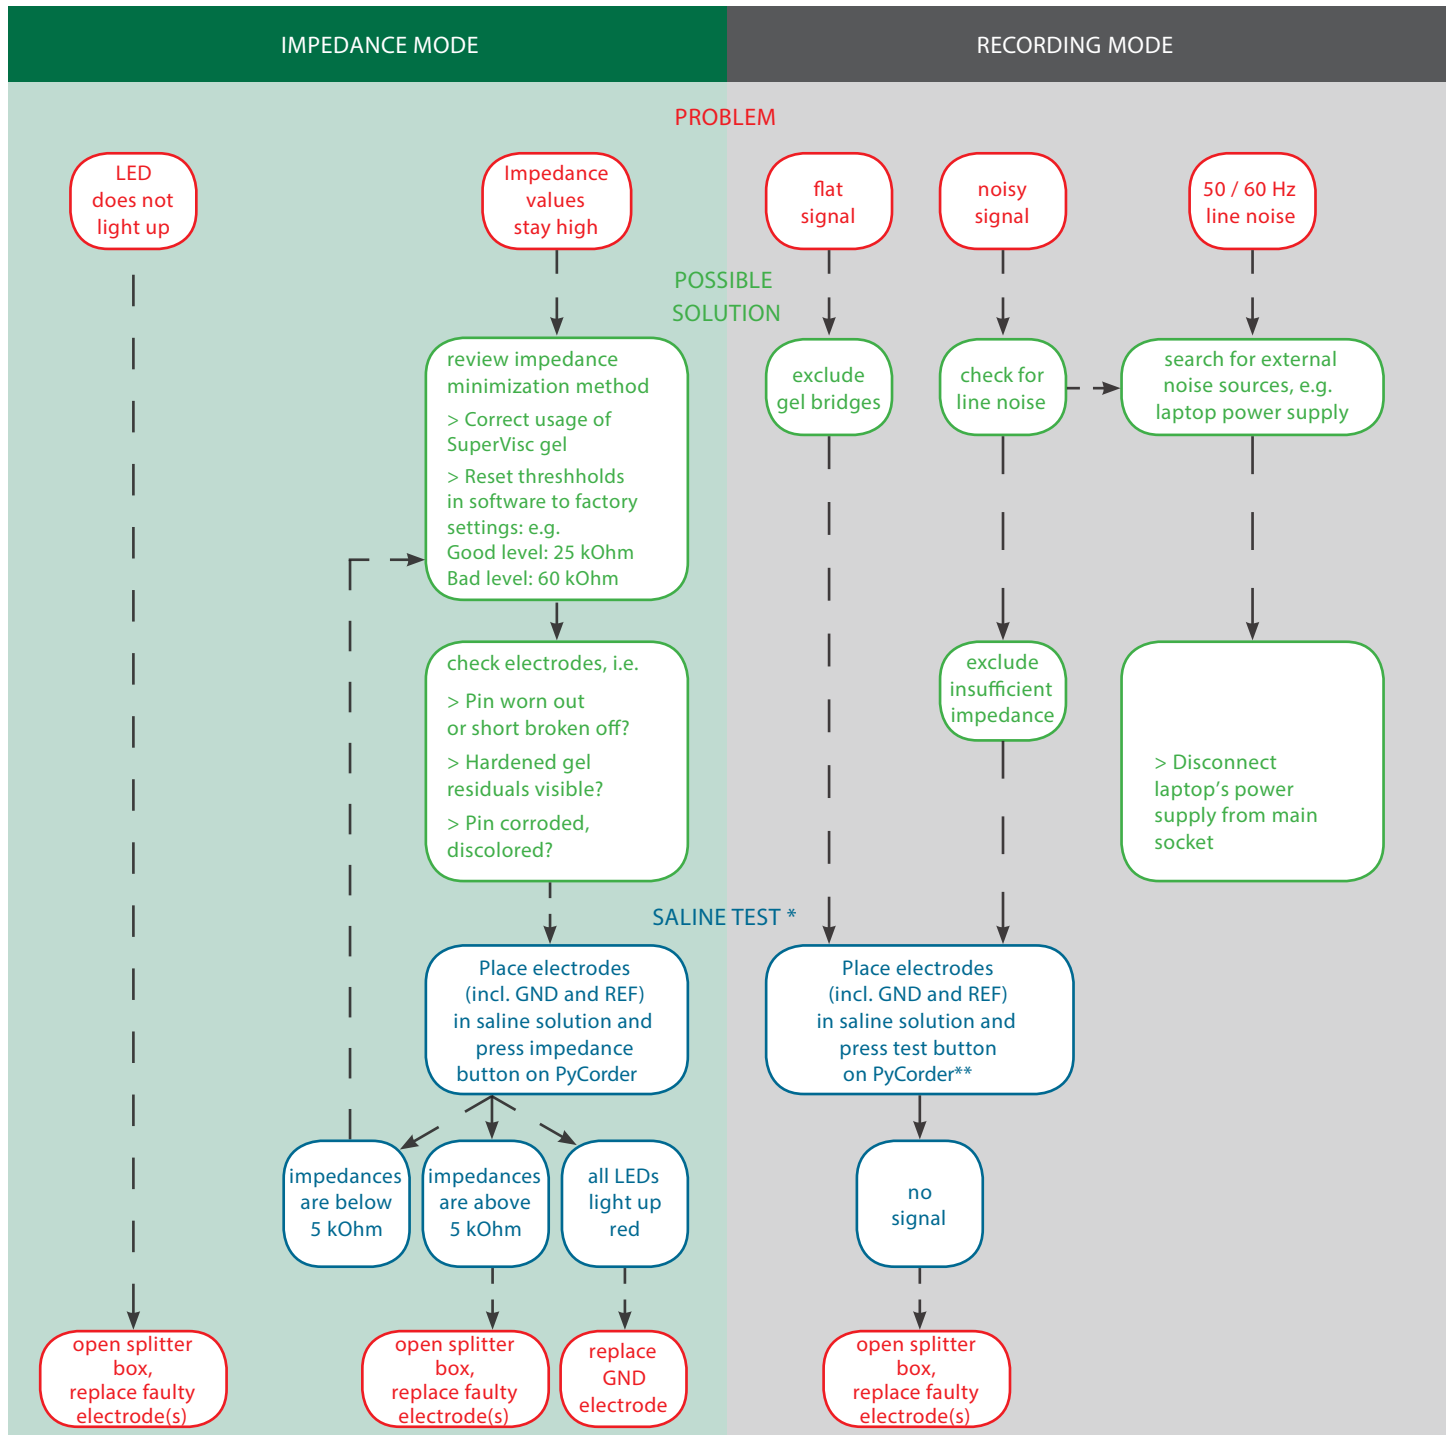 IMPEDANCE MODE
RECORDING MODE
PROBLEM
LED
does not
light up
Impedance
values
stay high
flat
signal
noisy
signal
50 / 60 Hz
line noise
POSSIBLE
SOLUTION
review impedance
minimization method
> Correct usage of
SuperVisc gel
> Reset threshholds
in software to factory
settings: e.g.
Good level: 25 kOhm
Bad level: 60 kOhm
exclude
gel bridges
check for
line noise
search for external
noise sources, e.g.
laptop power supply
check electrodes, i.e.
> Pin worn out
or short broken off?
> Hardened gel
residuals visible?
> Pin corroded,
discolored?
exclude
insufficient
impedance
> Disconnect
laptop's power
supply from main
socket
SALINE TEST *
Place electrodes
(incl. GND and REF)
in saline solution and
press impedance
button on PyCorder
Place electrodes
(incl. GND and REF)
in saline solution and
press test button
on PyCorder**
impedances
are below
5 kOhm
impedances
are above
5 kOhm
all LEDs
light up
red
no
signal
open splitter
box,
replace faulty
electrode(s)
open splitter
box,
replace faulty
electrode(s)
replace
GND
electrode
open splitter
box,
replace faulty
electrode(s)